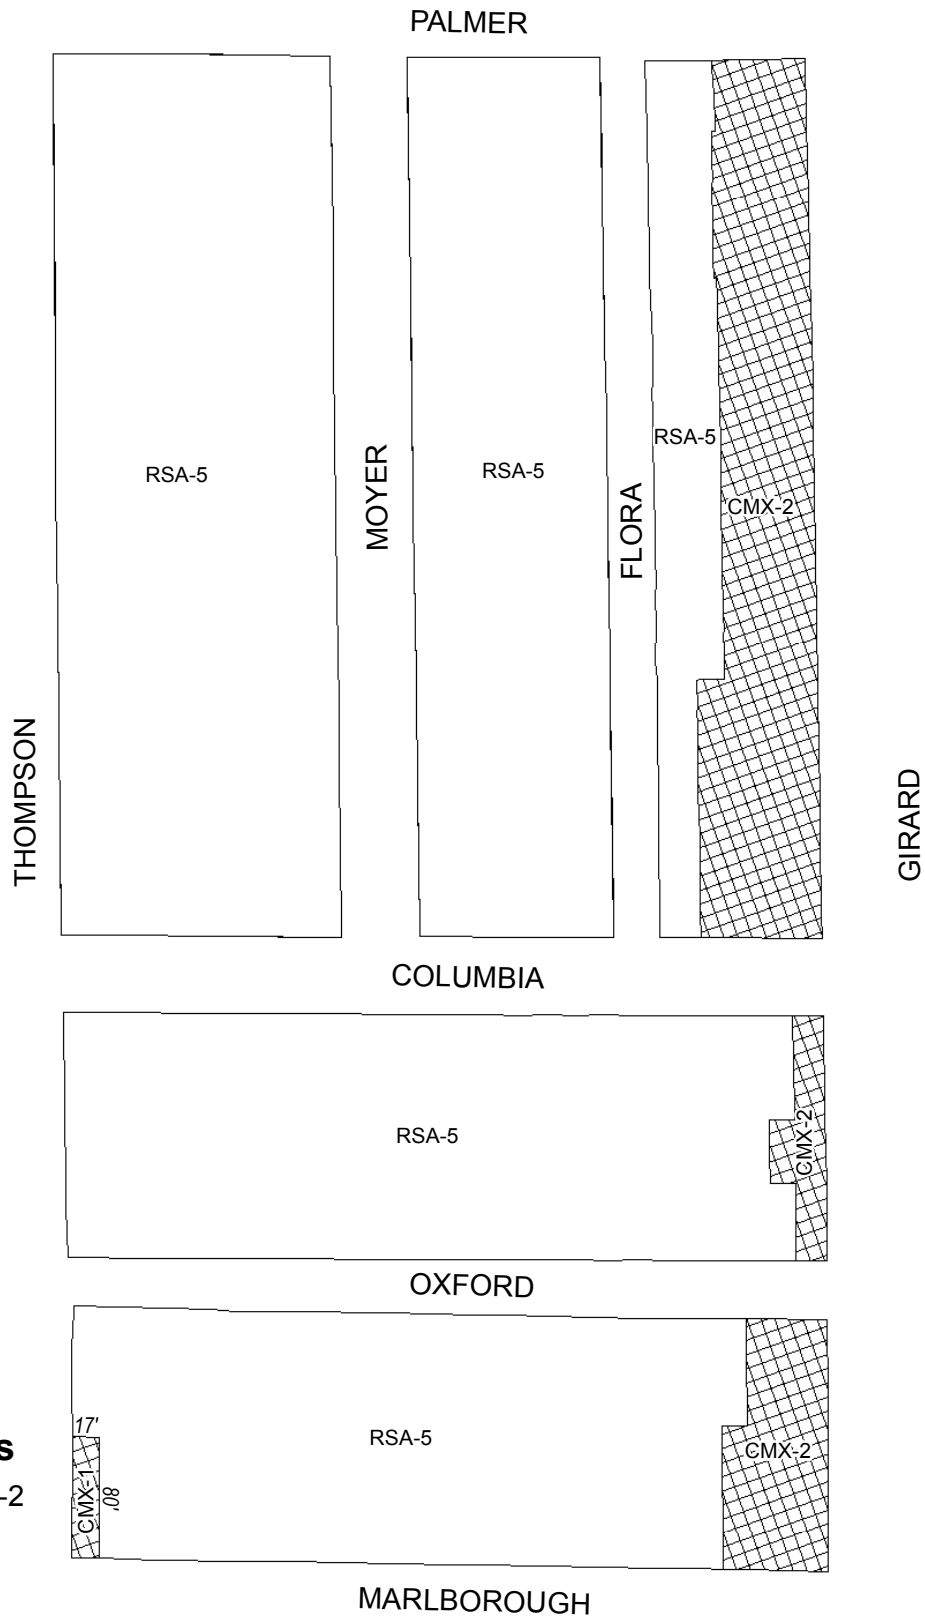 PALMER
RSA-5
MOYER
RSA-5
FLORA
RSA-5
CMX-2
THOMPSON
GIRARD
COLUMBIA
RSA-5
CMX-2
OXFORD
17'
s
CMX-1
80'
-2
RSA-5
CMX-2
MARLBOROUGH